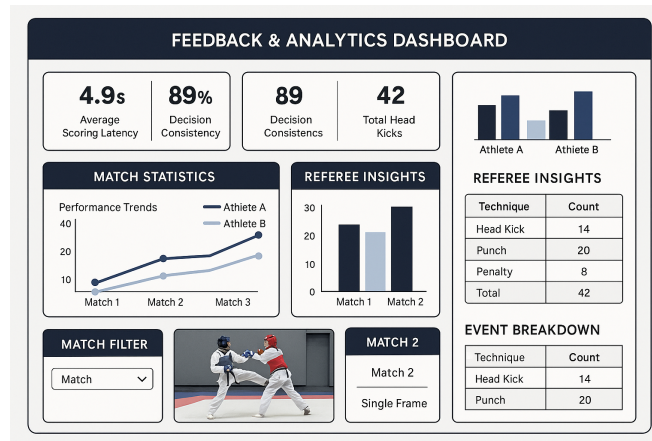 FEEDBACK & ANALYTICS DASHBOARD
4.9s
Average
Scoring Latency
89%
Decision
Consistency
89
Decision
Consistencs
42
Total Head
Kicks
MATCH STATISTICS
Performance Trends
Athlete A
Athlete B
40
20
10
Match 1
Match 2
Match 3
REFEREE INSIGHTS
30
20
10
0
Match 1
Match 2
Athlete A
Athlete B
REFEREE INSIGHTS
Technique Count
Head Kick 14
Punch 20
Penalty 8
Total 42
EVENT BREAKDOWN
Technique Count
Head Kick 14
Punch 20
MATCH FILTER
Match
MATCH 2
Match 2
Single Frame